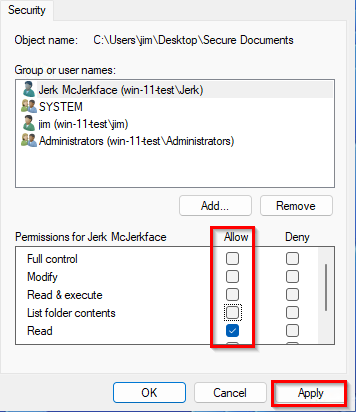 Security
Object name: C:\Users\jim\Desktop\Secure Documents
Group or user names:
Jerk McJerkface (win-11-test\Jerk)
SYSTEM
jim (win-11-test\jim)
Administrators (win-11-test\Administrators)
Add... Remove
Permissions for Jerk McJerkface Allow Deny
Full control
Modify
Read & execute
List folder contents
Read
OK Cancel Apply